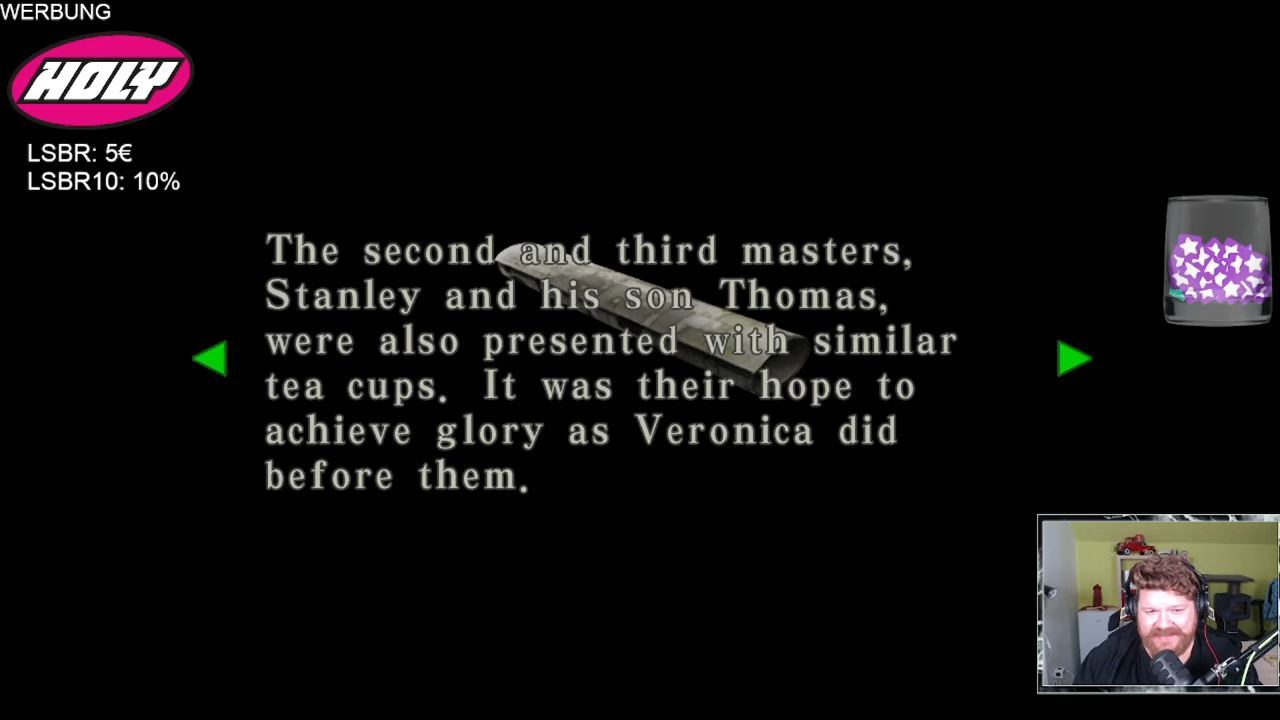 WERBUNG
HOLY
LSBR: 5€
LSBR10: 10%
The second and third masters,
Stanley and his son Thomas,
were also presented with similar
tea cups. It was their hope to
achieve glory as Veronica did
before them.